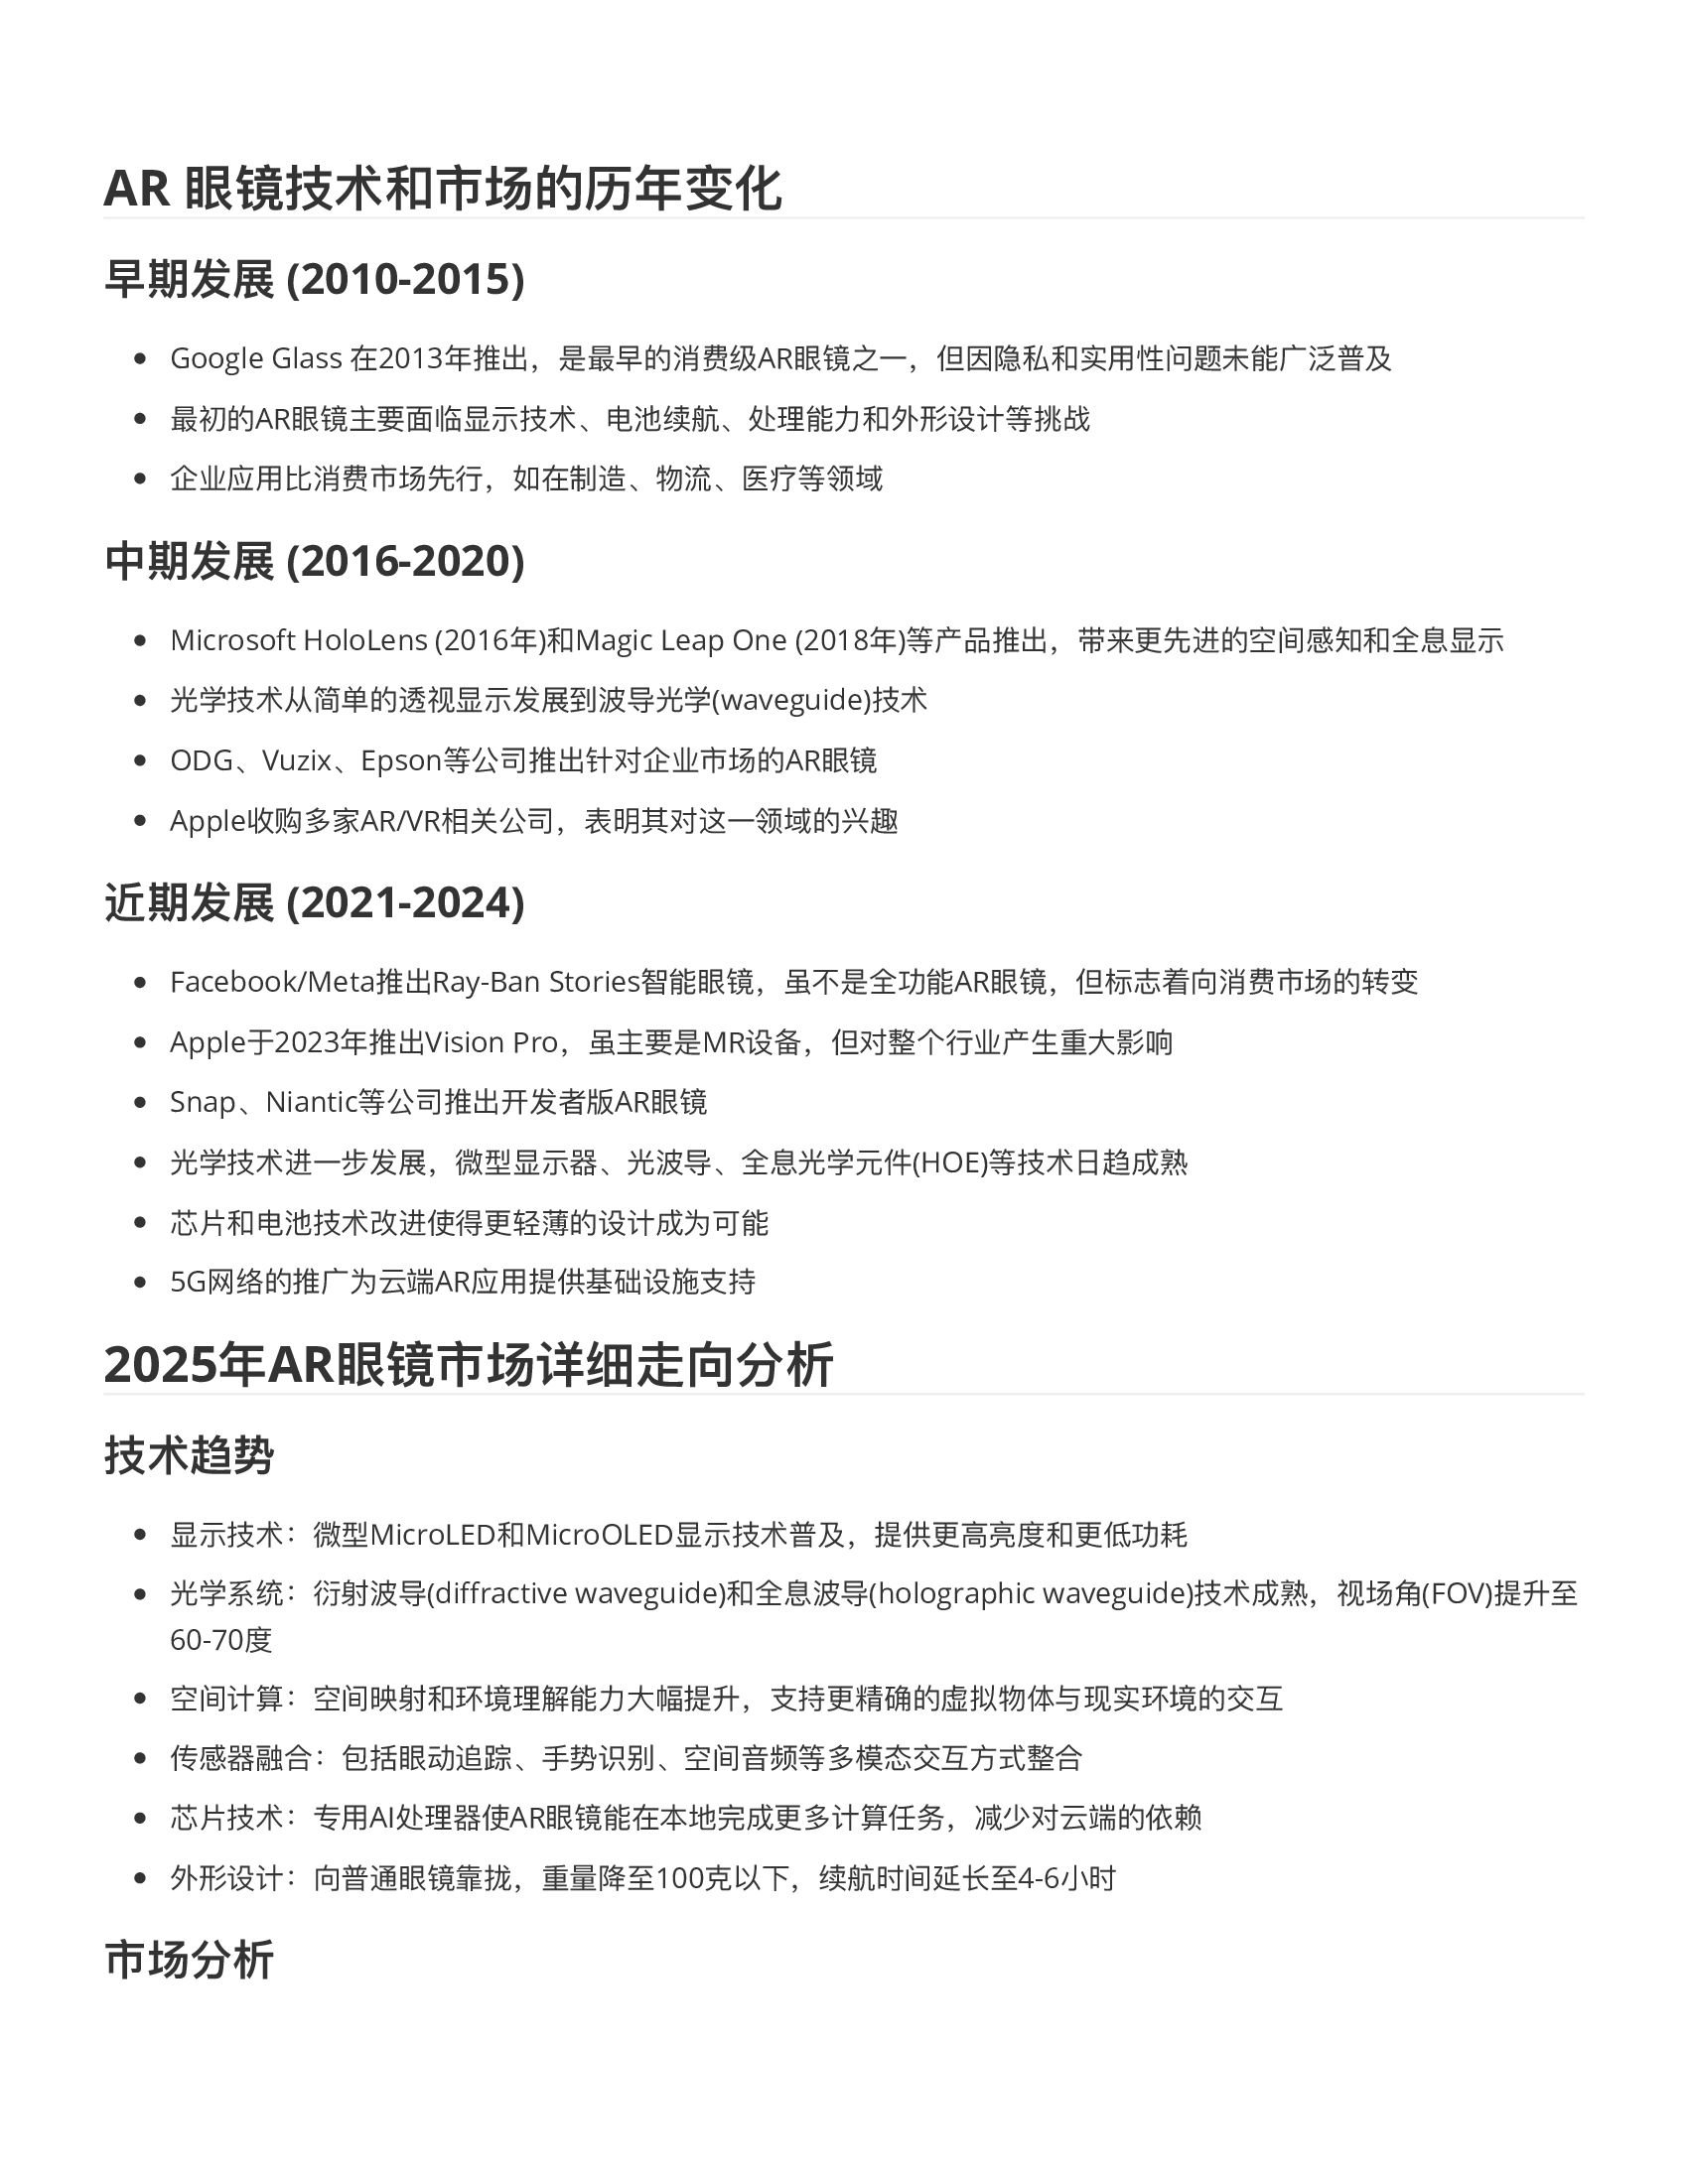 AR 眼镜技术和市场的历年变化
早期发展 (2010-2015)
Google Glass 在2013年推出，是最早的消费级AR眼镜之一，但因隐私和实用性问题未能广泛普及
最初的AR眼镜主要面临显示技术、电池续航、处理能力和外形设计等挑战
企业应用比消费市场先行，如在制造、物流、医疗等领域
中期发展 (2016-2020)
Microsoft HoloLens (2016年)和Magic Leap One (2018年)等产品推出，带来更先进的空间感知和全息显示
光学技术从简单的透视显示发展到波导光学(waveguide)技术
ODG、Vuzix、Epson等公司推出针对企业市场的AR眼镜
Apple收购多家AR/VR相关公司，表明其对这一领域的兴趣
近期发展 (2021-2024)
Facebook/Meta推出Ray-Ban Stories智能眼镜，虽不是全功能AR眼镜，但标志着向消费市场的转变
Apple于2023年推出Vision Pro，虽主要是MR设备，但对整个行业产生重大影响
Snap、Niantic等公司推出开发者版AR眼镜
光学技术进一步发展，微型显示器、光波导、全息光学元件(HOE)等技术日趋成熟
芯片和电池技术改进使得更轻薄的设计成为可能
5G网络的推广为云端AR应用提供基础设施支持
2025年AR眼镜市场详细走向分析
技术趋势
显示技术：微型MicroLED和MicroOLED显示技术普及，提供更高亮度和更低功耗
光学系统：衍射波导(diffractive waveguide)和全息波导(holographic waveguide)技术成熟，视场角(FOV)提升至
60-70度
空间计算：空间映射和环境理解能力大幅提升，支持更精确的虚拟物体与现实环境的交互
传感器融合：包括眼动追踪、手势识别、空间音频等多模态交互方式整合
芯片技术：专用AI处理器使AR眼镜能在本地完成更多计算任务，减少对云端的依赖
外形设计：向普通眼镜靠拢，重量降至100克以下，续航时间延长至4-6小时
市场分析